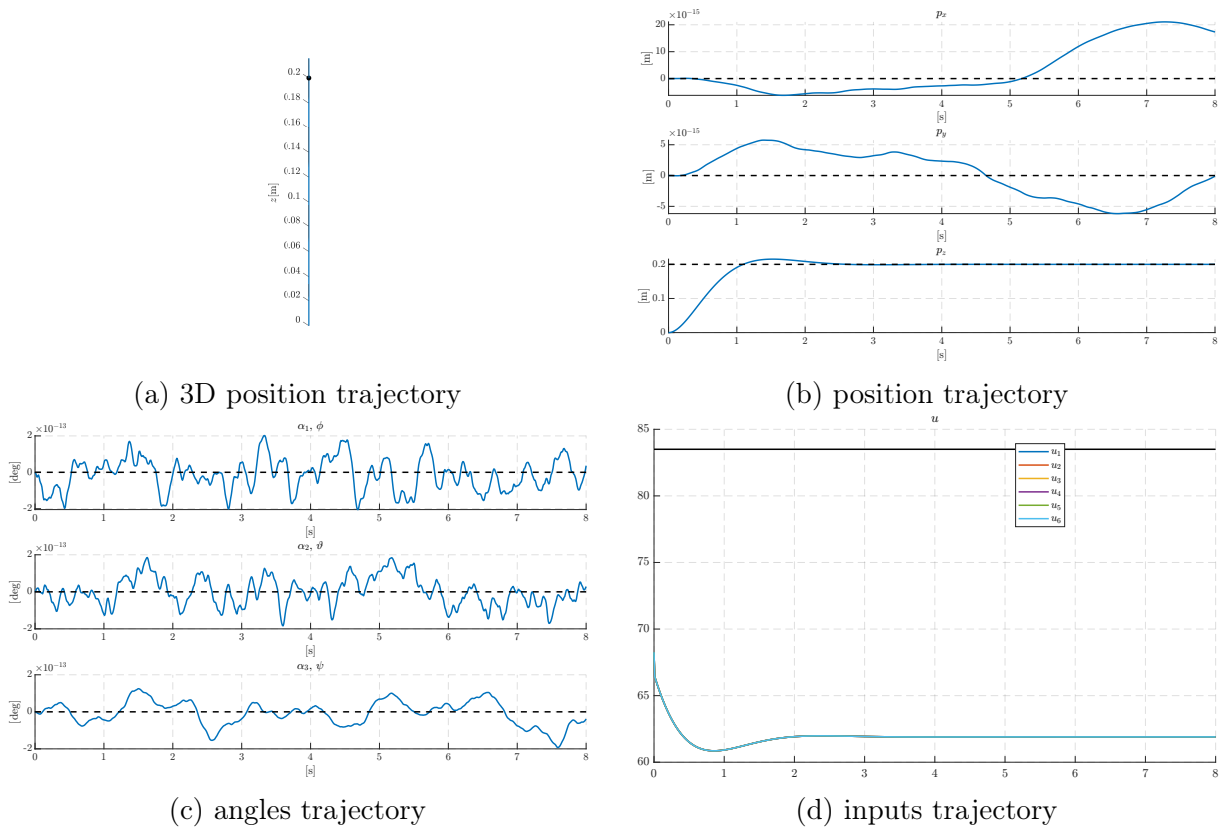 0.2
0.18
0.16
0.14
0.12
0.1
0.08
0.06
0.04
0.02
0
z[m]
(a) 3D position trajectory
×10⁻¹⁵
pₓ
20
10
0
[m]
0 1 2 3 4 5 6 7 8
[s]
×10⁻¹⁵
p_y
5
0
-5
[m]
0 1 2 3 4 5 6 7 8
[s]
p_z
0.2
0.1
0
[m]
0 1 2 3 4 5 6 7 8
[s]
(b) position trajectory
×10⁻¹³
α₁, ϕ
2
0
-2
[deg]
0 1 2 3 4 5 6 7 8
[s]
×10⁻¹³
α₂, ϑ
2
0
-2
[deg]
0 1 2 3 4 5 6 7 8
[s]
×10⁻¹³
α₃, ψ
2
0
-2
[deg]
0 1 2 3 4 5 6 7 8
[s]
(c) angles trajectory
u
85
80
75
70
65
60
0 1 2 3 4 5 6 7 8
u₁
u₂
u₃
u₄
u₅
u₆
(d) inputs trajectory